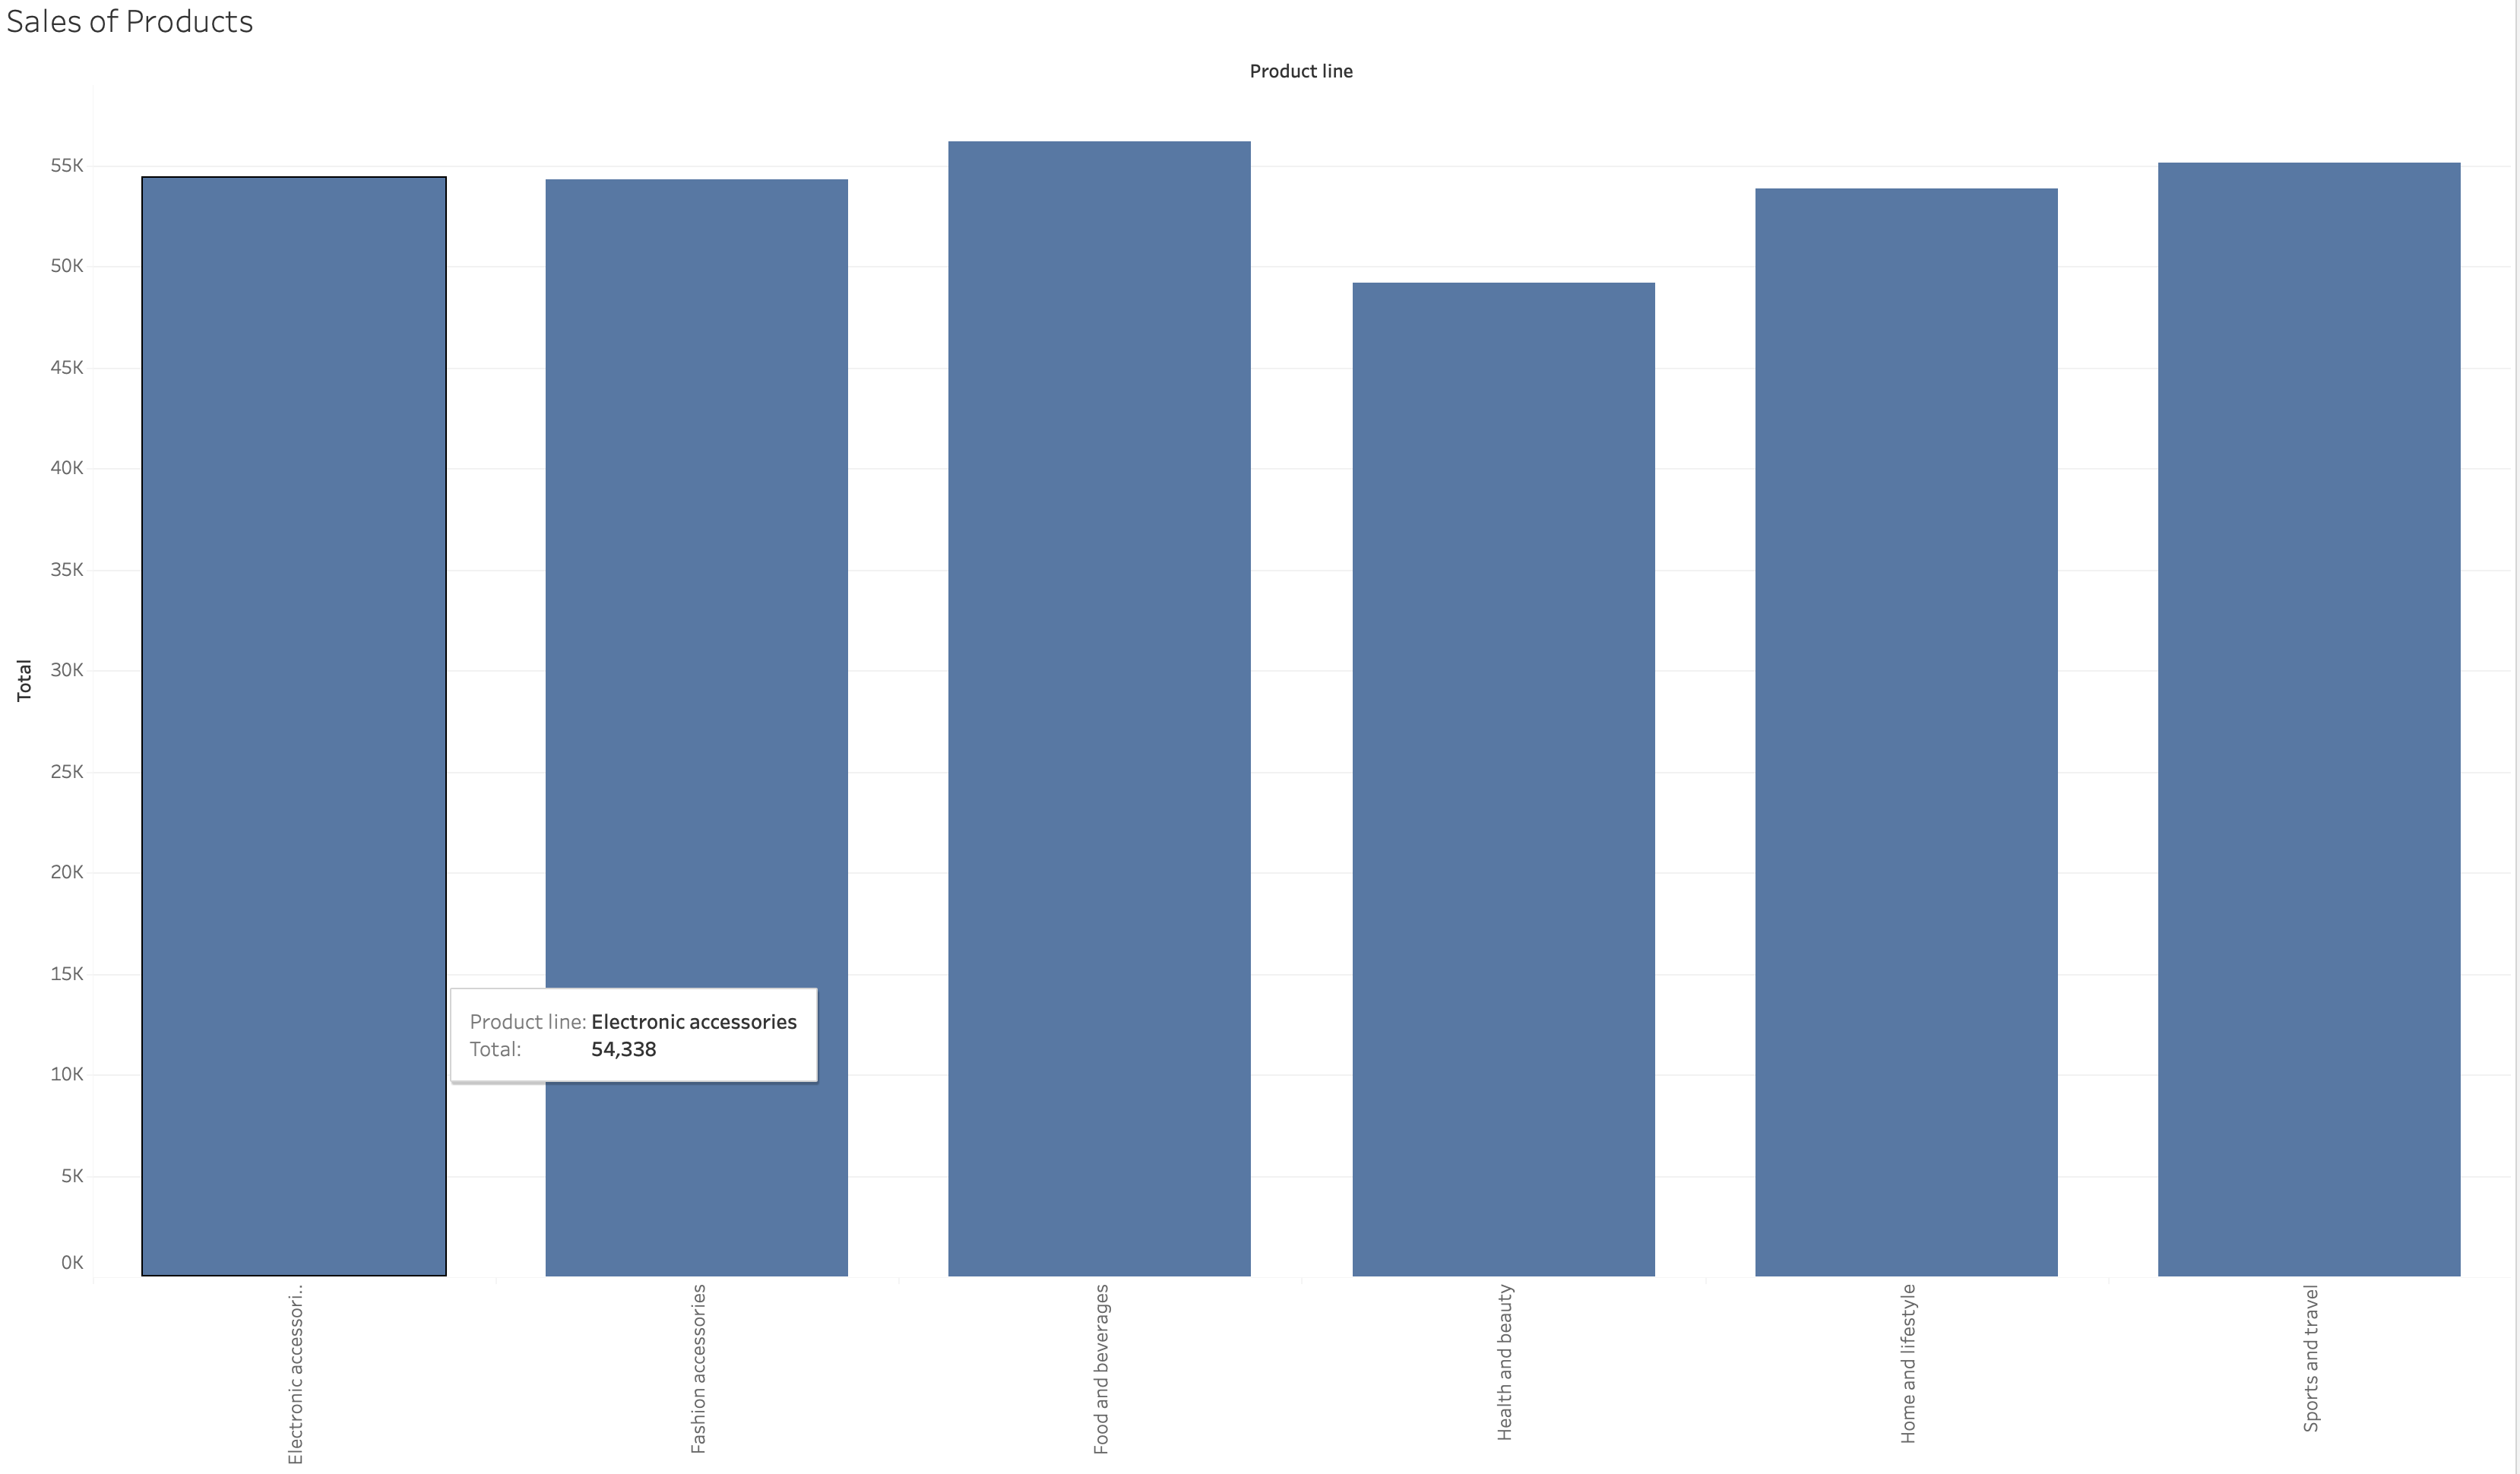 Sales of Products
Product line
55K
50K
45K
40K
35K
30K
25K
20K
15K
10K
5K
0K
Total
Product line: Electronic accessories
Total: 54,338
Electronic accessori..
Fashion accessories
Food and beverages
Health and beauty
Home and lifestyle
Sports and travel